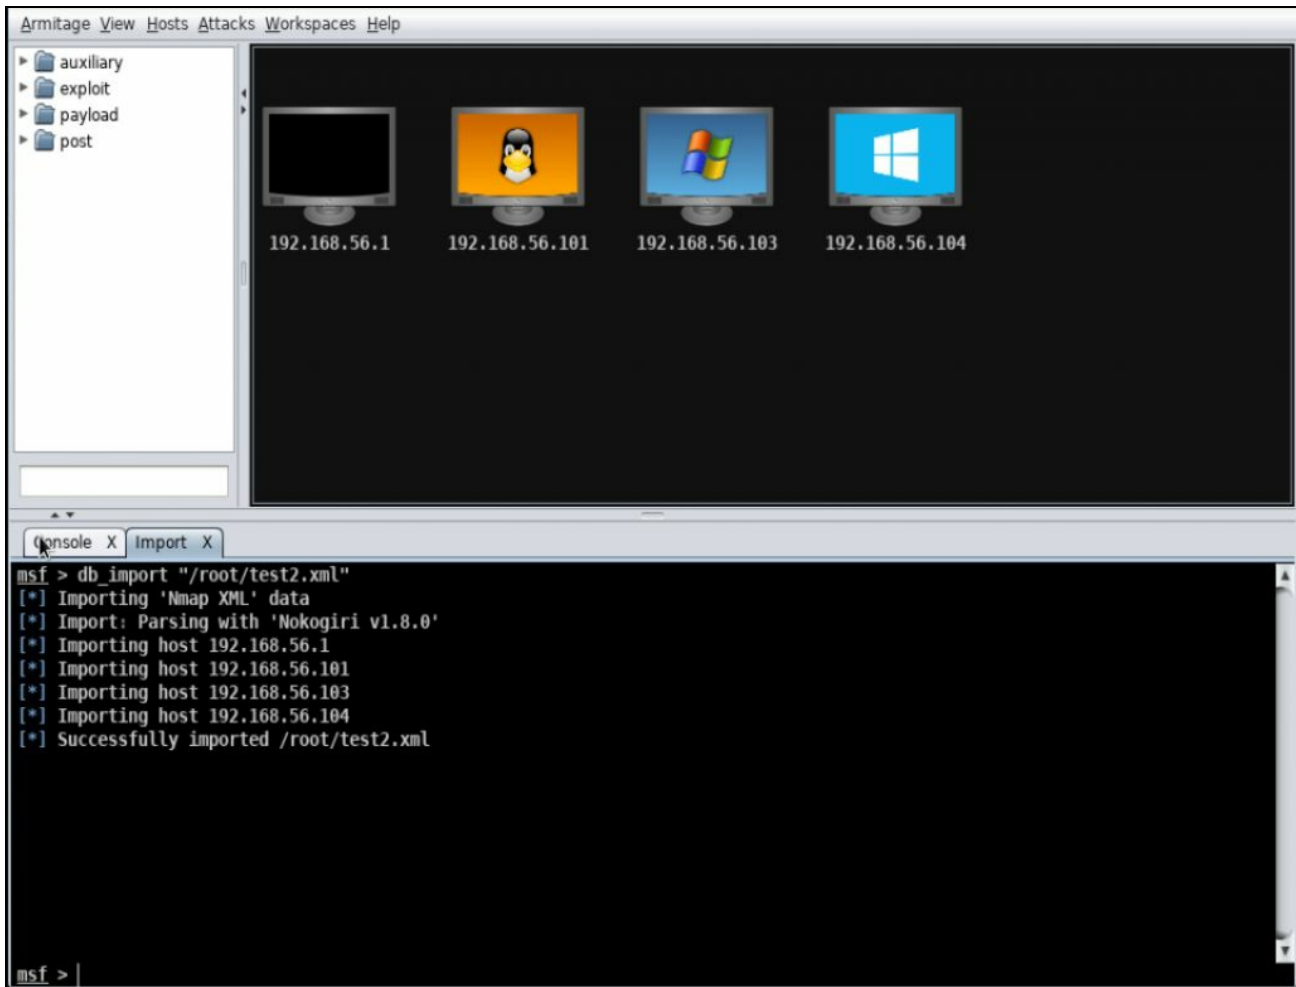 Armitage View Hosts Attacks Workspaces Help
auxiliary
exploit
payload
post
192.168.56.1 192.168.56.101 192.168.56.103 192.168.56.104
Console X Import X
msf > db_import "/root/test2.xml"
[*] Importing 'Nmap XML' data
[*] Import: Parsing with 'Nokogiri v1.8.0'
[*] Importing host 192.168.56.1
[*] Importing host 192.168.56.101
[*] Importing host 192.168.56.103
[*] Importing host 192.168.56.104
[*] Successfully imported /root/test2.xml
msf >